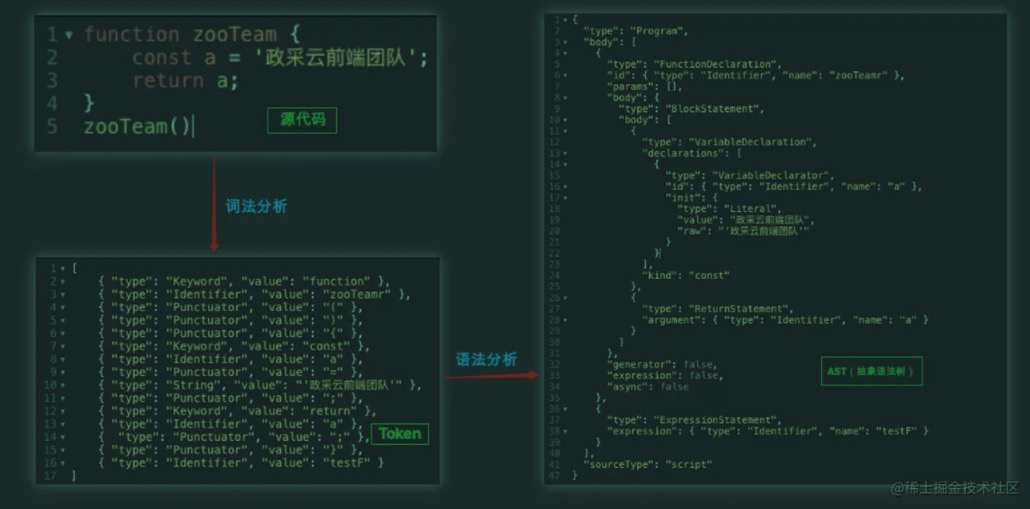 1 function zooTeam {
2 const a = '政采云前端团队';
3 return a;
4 }
5 zooTeam()
源代码
词法分析
1 [
2 { "type": "Keyword", "value": "function" },
3 { "type": "Identifier", "value": "zooTeamr" },
4 { "type": "Punctuator", "value": "(" },
5 { "type": "Punctuator", "value": ")" },
6 { "type": "Punctuator", "value": "{" },
7 { "type": "Keyword", "value": "const" },
8 { "type": "Identifier", "value": "a" },
9 { "type": "Punctuator", "value": "=" },
10 { "type": "String", "value": "'政采云前端团队'" },
11 { "type": "Punctuator", "value": ";" },
12 { "type": "Keyword", "value": "return" },
13 { "type": "Identifier", "value": "a" },
14 { "type": "Punctuator", "value": ";" },
15 { "type": "Punctuator", "value": "}" },
16 { "type": "Identifier", "value": "testF" }
17 ]
Token
语法分析
1 {
2 "type": "Program",
3 "body": [
4 {
5 "type": "FunctionDeclaration",
6 "id": { "type": "Identifier", "name": "zooTeamr" },
7 "params": [],
8 "body": {
9 "type": "BlockStatement",
10 "body": [
11 {
12 "type": "VariableDeclaration",
13 "declarations": [
14 {
15 "type": "VariableDeclarator",
16 "id": { "type": "Identifier", "name": "a" },
17 "init": {
18 "type": "Literal",
19 "value": "政采云前端团队",
20 "raw": "'政采云前端团队'"
21 }
22 }
23 ],
24 "kind": "const"
25 },
26 {
27 "type": "ReturnStatement",
28 "argument": { "type": "Identifier", "name": "a" }
29 }
30 ]
31 },
32 "generator": false,
33 "expression": false,
34 "async": false
35 },
36 {
37 "type": "ExpressionStatement",
38 "expression": { "type": "Identifier", "name": "testF" }
39 }
40 ],
41 "sourceType": "script"
42 }
AST（抽象语法树）
@稀土掘金技术社区